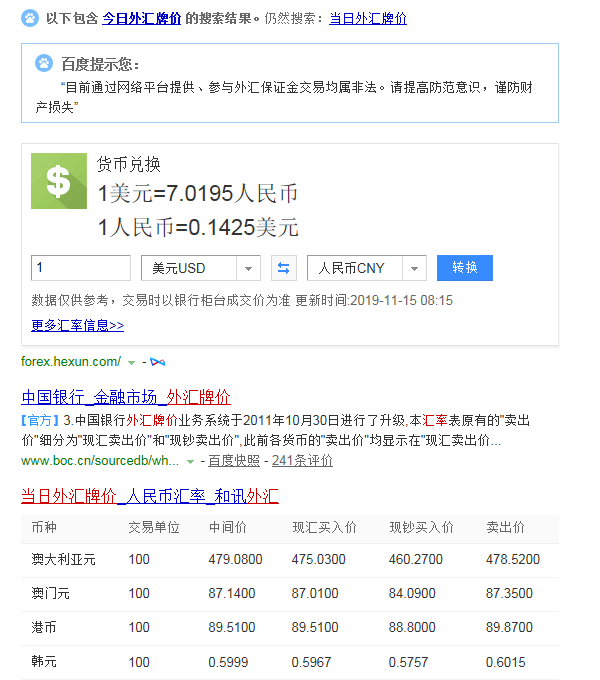 以下包含 今日外汇牌价 的搜索结果。仍然搜索：当日外汇牌价
百度提示您：
“目前通过网络平台提供、参与外汇保证金交易均属非法。请提高防范意识，谨防财
产损失”
货币兑换
1美元=7.0195人民币
1人民币=0.1425美元
1 美元USD 人民币CNY 转换
数据仅供参考，交易时以银行柜台成交价为准 更新时间:2019-11-15 08:15
更多汇率信息>>
forex.hexun.com/ -
中国银行_金融市场_外汇牌价
【官方】3.中国银行外汇牌价业务系统于2011年10月30日进行了升级,本汇率表原有的"卖出
价"细分为"现汇卖出价"和"现钞卖出价",此前各货币的"卖出价"均显示在"现汇卖出价...
www.boc.cn/sourcedb/wh... - 百度快照 - 241条评价
当日外汇牌价_人民币汇率_和讯外汇
币种 交易单位 中间价 现汇买入价 现钞买入价 卖出价
澳大利亚元 100 479.0800 475.0300 460.2700 478.5200
澳门元 100 87.1400 87.0100 84.0900 87.3500
港币 100 89.5100 89.5100 88.8000 89.8700
韩元 100 0.5999 0.5967 0.5757 0.6015